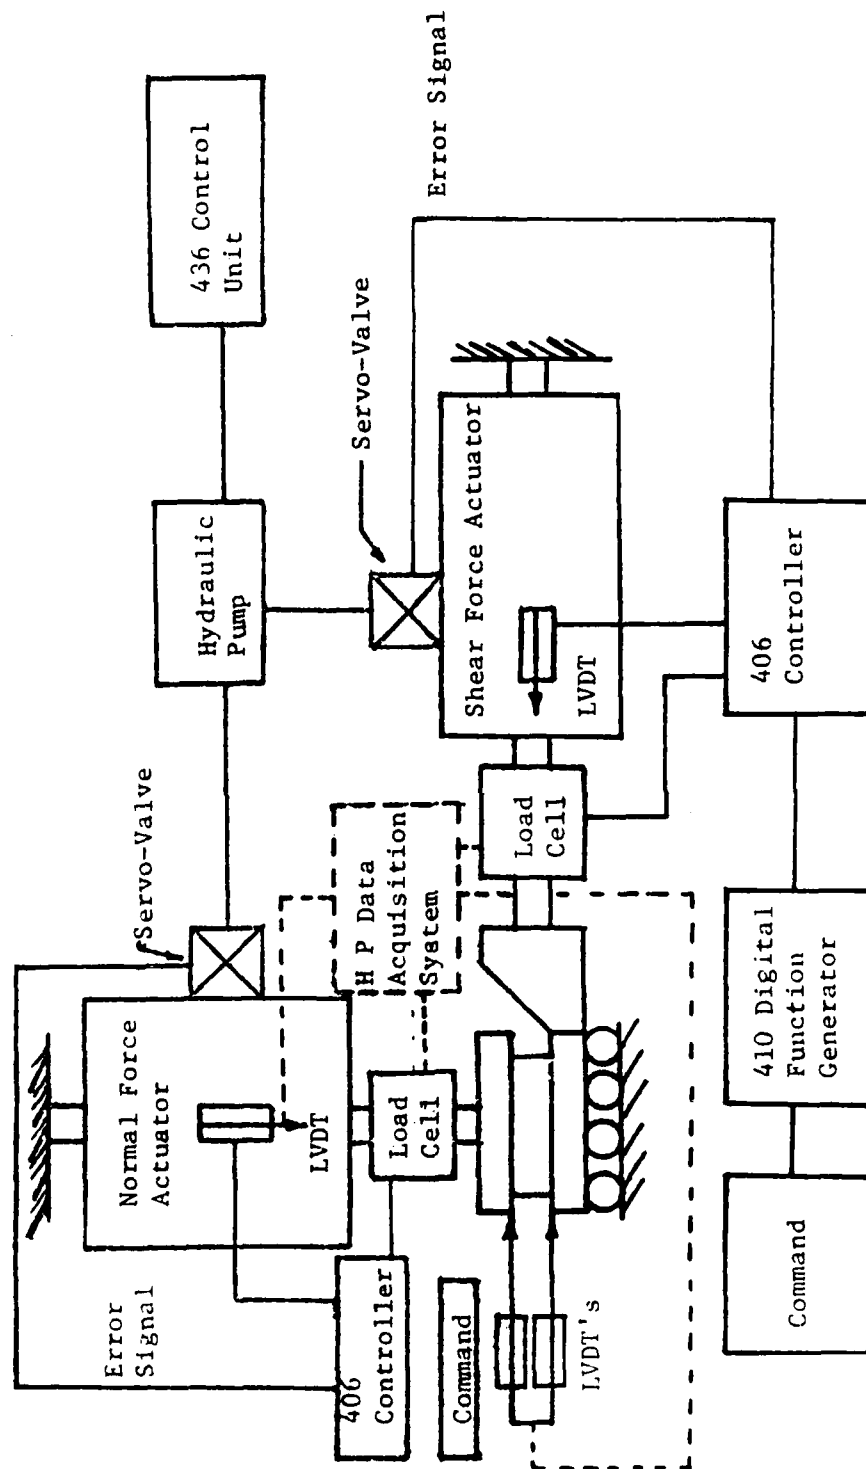 436 Control
Unit
Error Signal
Servo-Valve
Hydraulic
Pump
Shear Force Actuator
LVDT
406
Controller
Servo-Valve
H P Data
Acquisition
Systam
Load
Cell
410 Digital
Function
Generator
Normal Force
Actuator
LVDT
Load
Cell
Error
Signal
406
Controller
Command
LVDT's
Command